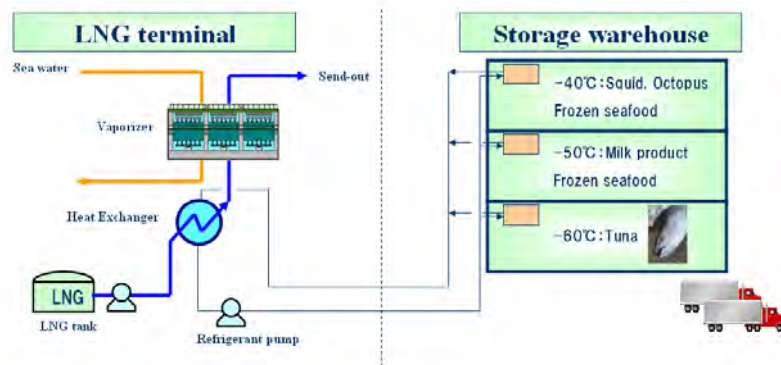 LNG terminal
Storage warehouse
Sea water
Send-out
Vaporizer
Heat Exchanger
LNG
LNG tank
Refrigerant pump
-40℃:Squid. Octopus
Frozen seafood
-50℃:Milk product
Frozen seafood
-60℃:Tuna